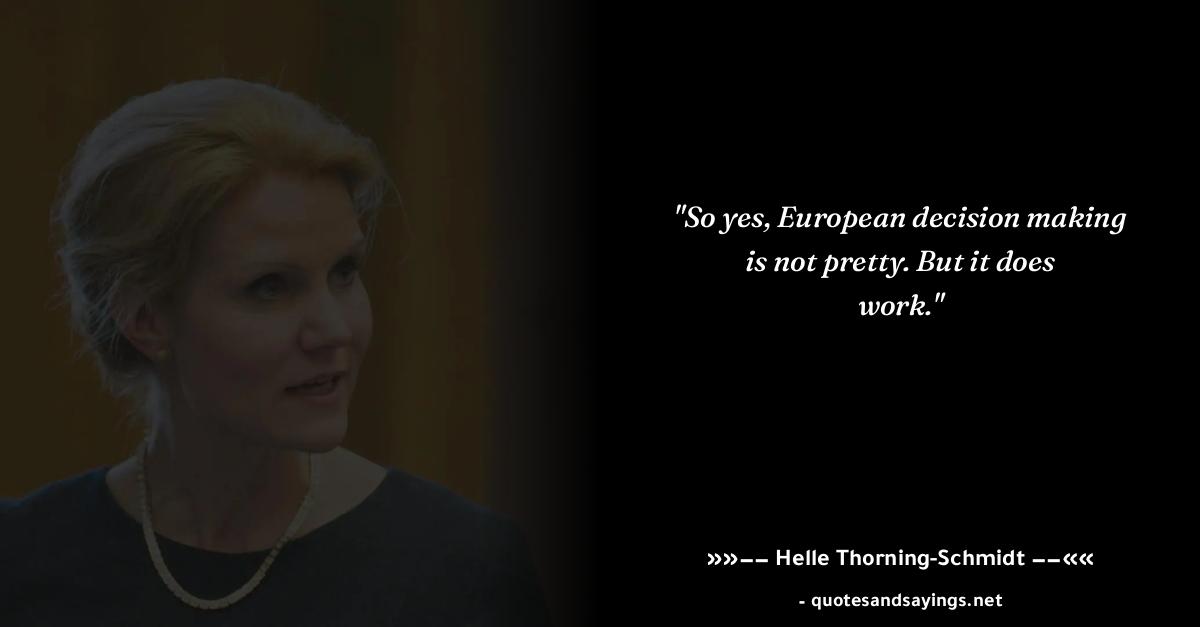 "So yes, European decision making
is not pretty. But it does
work."
»»−− Helle Thorning-Schmidt −−««
- quotesandsayings.net